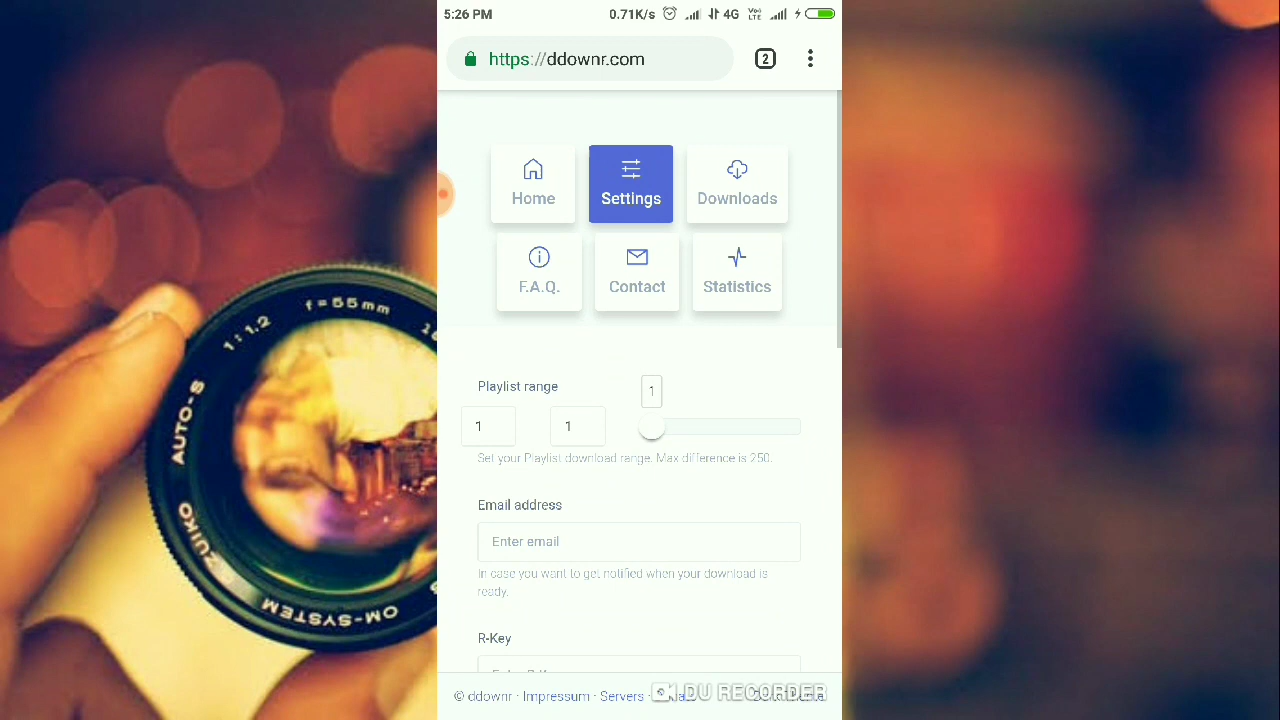 5:26 PM 0.71K/s 4G Vo LTE
https://ddownr.com 2
Home Settings Downloads
F.A.Q. Contact Statistics
Playlist range
1
1 1
Set your Playlist download range. Max difference is 250.
Email address
Enter email
In case you want to get notified when your download is
ready.
R-Key
© ddownr · Impressum · Servers ·
DU RECORDER
f=55mm
1:1.2
AUTO-S
ZUIKO
OM-SYSTEM